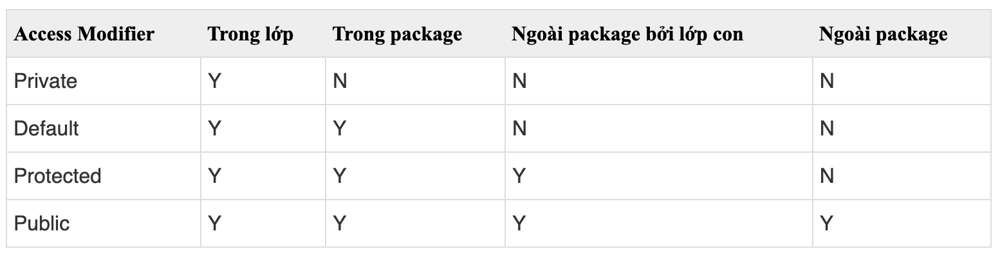 Access Modifier Trong lớp Trong package Ngoài package bởi lớp con Ngoài package
Private Y N N N
Default Y Y N N
Protected Y Y Y N
Public Y Y Y Y